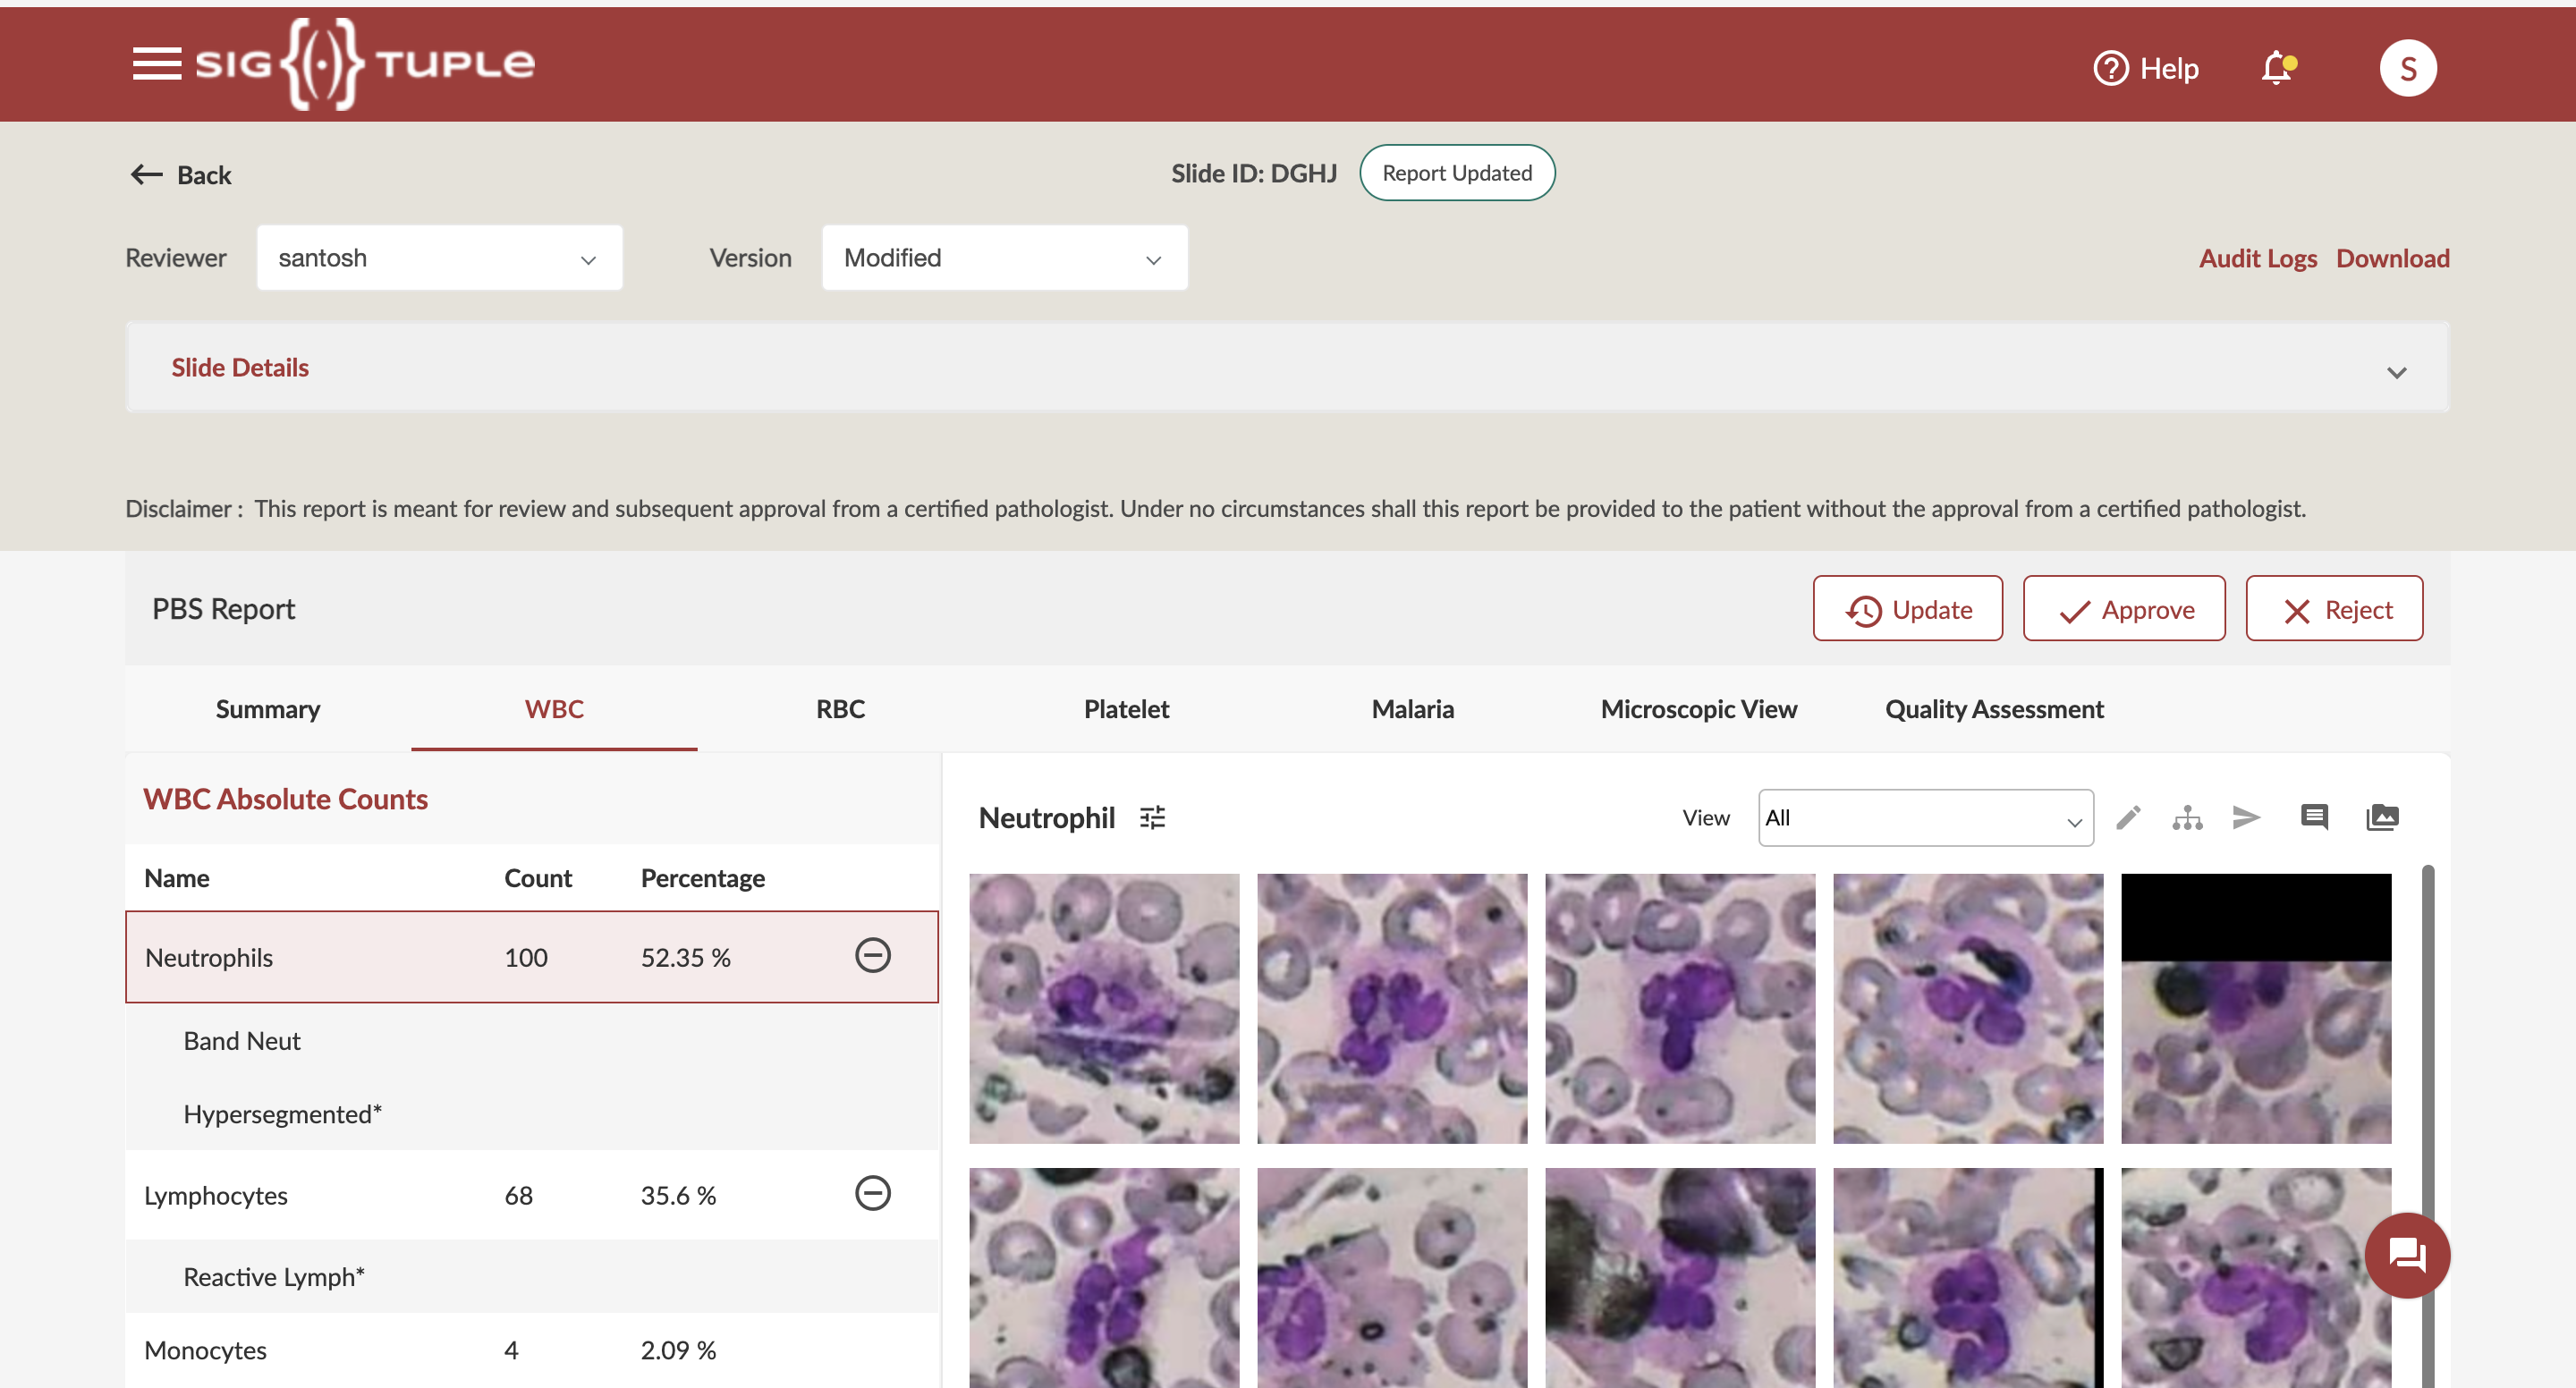 SIG{(·)}TUPLE
Help
S
Back
Slide ID: DGHJ
Report Updated
Reviewer
santosh
Version
Modified
Audit Logs
Download
Slide Details
Disclaimer : This report is meant for review and subsequent approval from a certified pathologist. Under no circumstances shall this report be provided to the patient without the approval from a certified pathologist.
PBS Report
Update
Approve
Reject
Summary
WBC
RBC
Platelet
Malaria
Microscopic View
Quality Assessment
WBC Absolute Counts
Name Count Percentage
Neutrophils 100 52.35 %
Band Neut
Hypersegmented*
Lymphocytes 68 35.6 %
Reactive Lymph*
Monocytes 4 2.09 %
Neutrophil
View
All